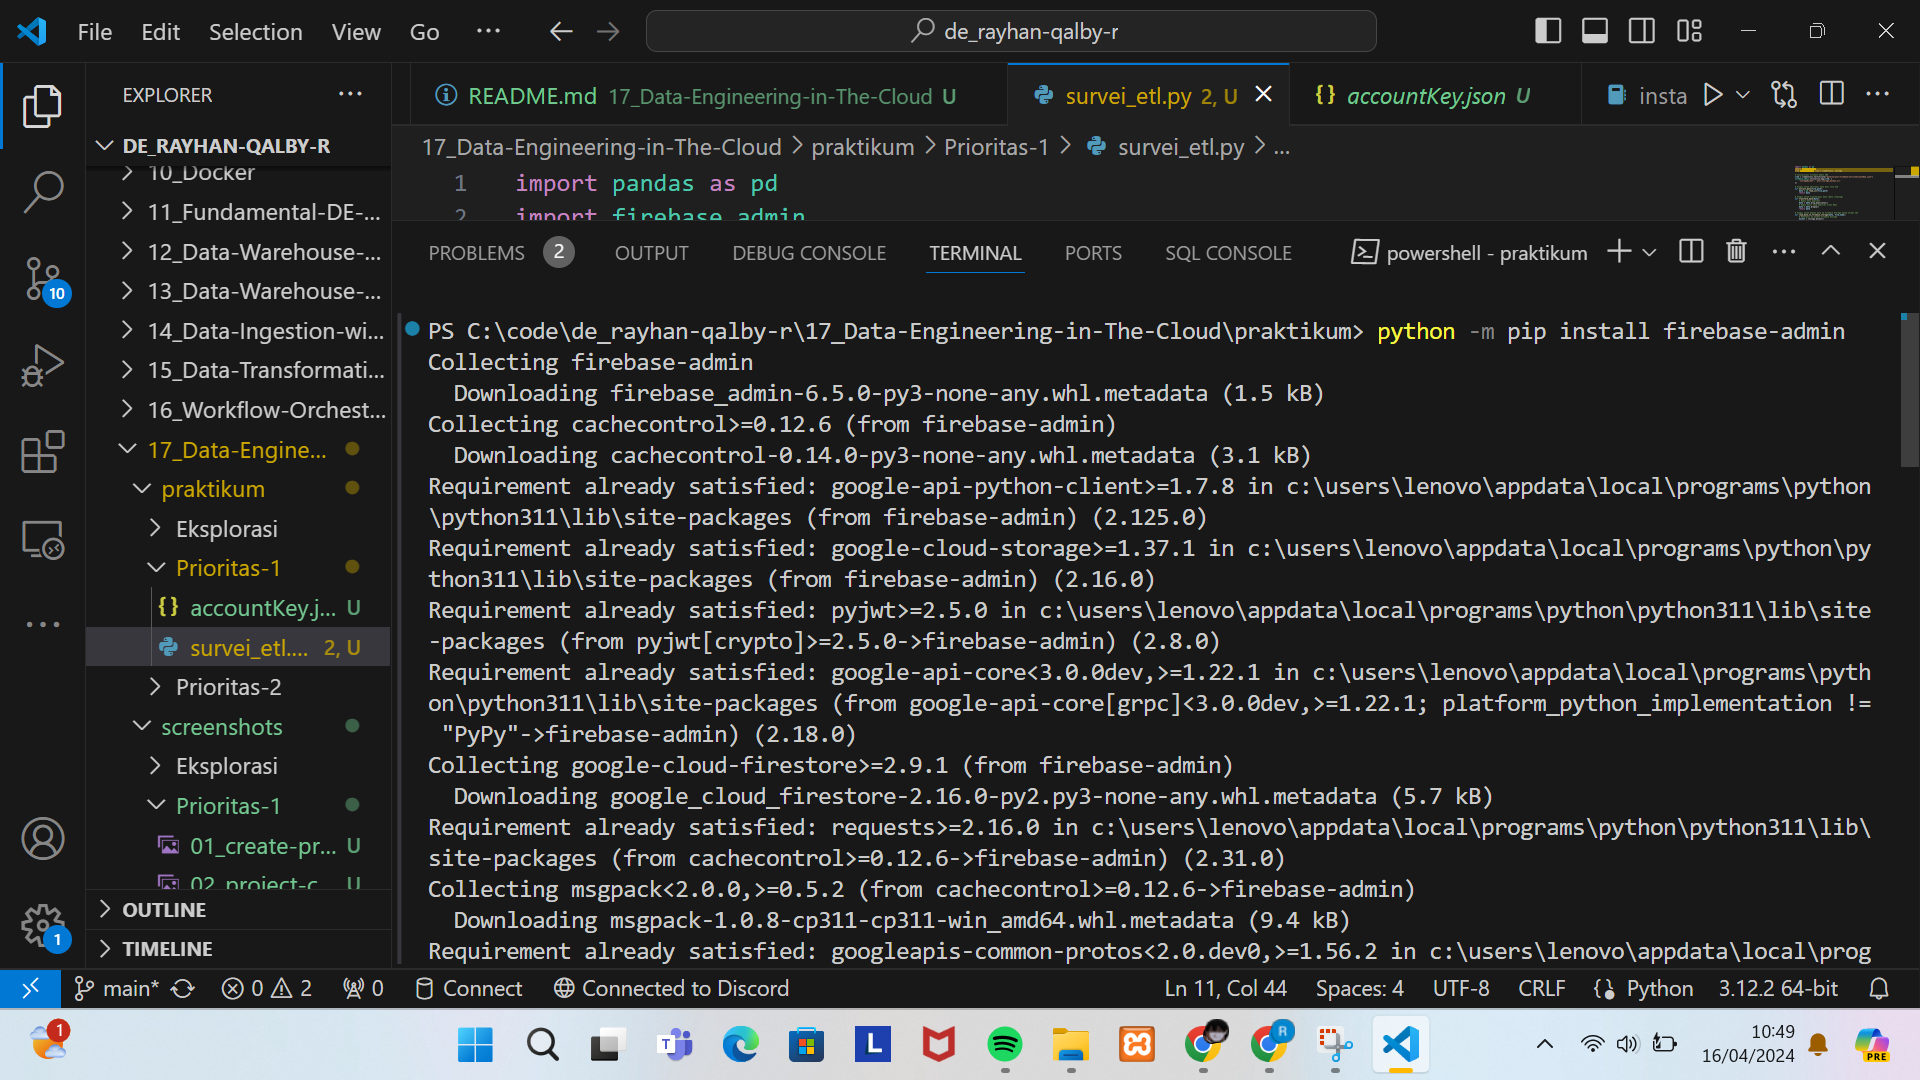 File Edit Selection View Go ···
de_rayhan-qalby-r
EXPLORER ···
README.md 17_Data-Engineering-in-The-Cloud U
survei_etl.py 2, U
accountKey.json U
insta
DE_RAYHAN-QALBY-R
17_Data-Engineering-in-The-Cloud > praktikum > Prioritas-1 > survei_etl.py > ...
1 import pandas as pd
2 import firebase_admin
10_Docker
11_Fundamental-DE-...
12_Data-Warehouse-...
13_Data-Warehouse-...
14_Data-Ingestion-wi...
15_Data-Transformati...
16_Workflow-Orchest...
17_Data-Engine...
praktikum
Eksplorasi
Prioritas-1
accountKey.j... U
survei_etl.... 2, U
Prioritas-2
screenshots
Eksplorasi
Prioritas-1
01_create-pr... U
02_project-c... U
OUTLINE
TIMELINE
10
1
PROBLEMS 2 OUTPUT DEBUG CONSOLE TERMINAL PORTS SQL CONSOLE powershell - praktikum
PS C:\code\de_rayhan-qalby-r\17_Data-Engineering-in-The-Cloud\praktikum> python -m pip install firebase-admin
Collecting firebase-admin
Downloading firebase_admin-6.5.0-py3-none-any.whl.metadata (1.5 kB)
Collecting cachecontrol>=0.12.6 (from firebase-admin)
Downloading cachecontrol-0.14.0-py3-none-any.whl.metadata (3.1 kB)
Requirement already satisfied: google-api-python-client>=1.7.8 in c:\users\lenovo\appdata\local\programs\python
\python311\lib\site-packages (from firebase-admin) (2.125.0)
Requirement already satisfied: google-cloud-storage>=1.37.1 in c:\users\lenovo\appdata\local\programs\python\py
thon311\lib\site-packages (from firebase-admin) (2.16.0)
Requirement already satisfied: pyjwt>=2.5.0 in c:\users\lenovo\appdata\local\programs\python\python311\lib\site
-packages (from pyjwt[crypto]>=2.5.0->firebase-admin) (2.8.0)
Requirement already satisfied: google-api-core<3.0.0dev,>=1.22.1 in c:\users\lenovo\appdata\local\programs\pyth
on\python311\lib\site-packages (from google-api-core[grpc]<3.0.0dev,>=1.22.1; platform_python_implementation !=
"PyPy"->firebase-admin) (2.18.0)
Collecting google-cloud-firestore>=2.9.1 (from firebase-admin)
Downloading google_cloud_firestore-2.16.0-py2.py3-none-any.whl.metadata (5.7 kB)
Requirement already satisfied: requests>=2.16.0 in c:\users\lenovo\appdata\local\programs\python\python311\lib\
site-packages (from cachecontrol>=0.12.6->firebase-admin) (2.31.0)
Collecting msgpack<2.0.0,>=0.5.2 (from cachecontrol>=0.12.6->firebase-admin)
Downloading msgpack-1.0.8-cp311-cp311-win_amd64.whl.metadata (9.4 kB)
Requirement already satisfied: googleapis-common-protos<2.0.dev0,>=1.56.2 in c:\users\lenovo\appdata\local\prog
main* 0 2 0 Connect Connected to Discord Ln 11, Col 44 Spaces: 4 UTF-8 CRLF Python 3.12.2 64-bit
1
T
L
R
10:49
16/04/2024
PRE